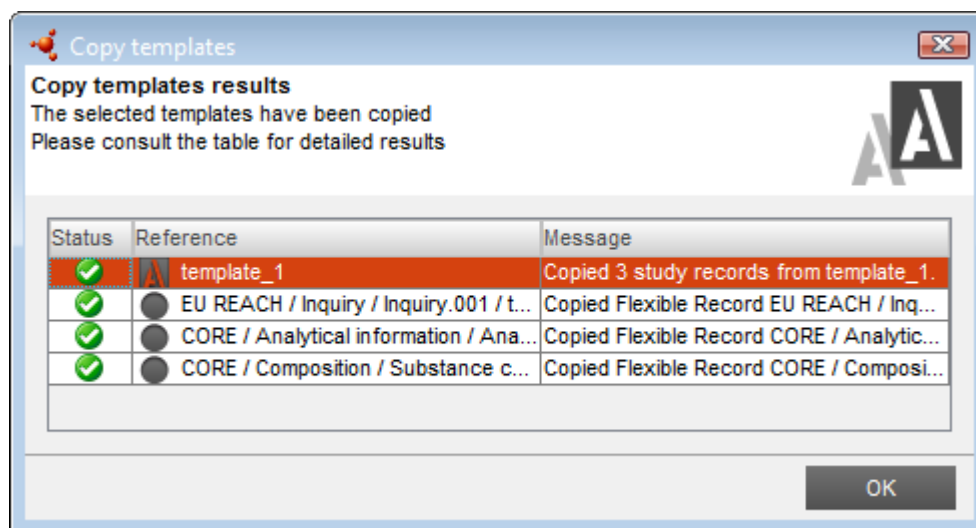 Copy templates
Copy templates results
The selected templates have been copied
Please consult the table for detailed results
Status Reference Message
template_1 Copied 3 study records from template_1.
EU REACH / Inquiry / Inquiry.001 / t... Copied Flexible Record EU REACH / Inq...
CORE / Analytical information / Ana... Copied Flexible Record CORE / Analytic...
CORE / Composition / Substance c... Copied Flexible Record CORE / Composi...
OK